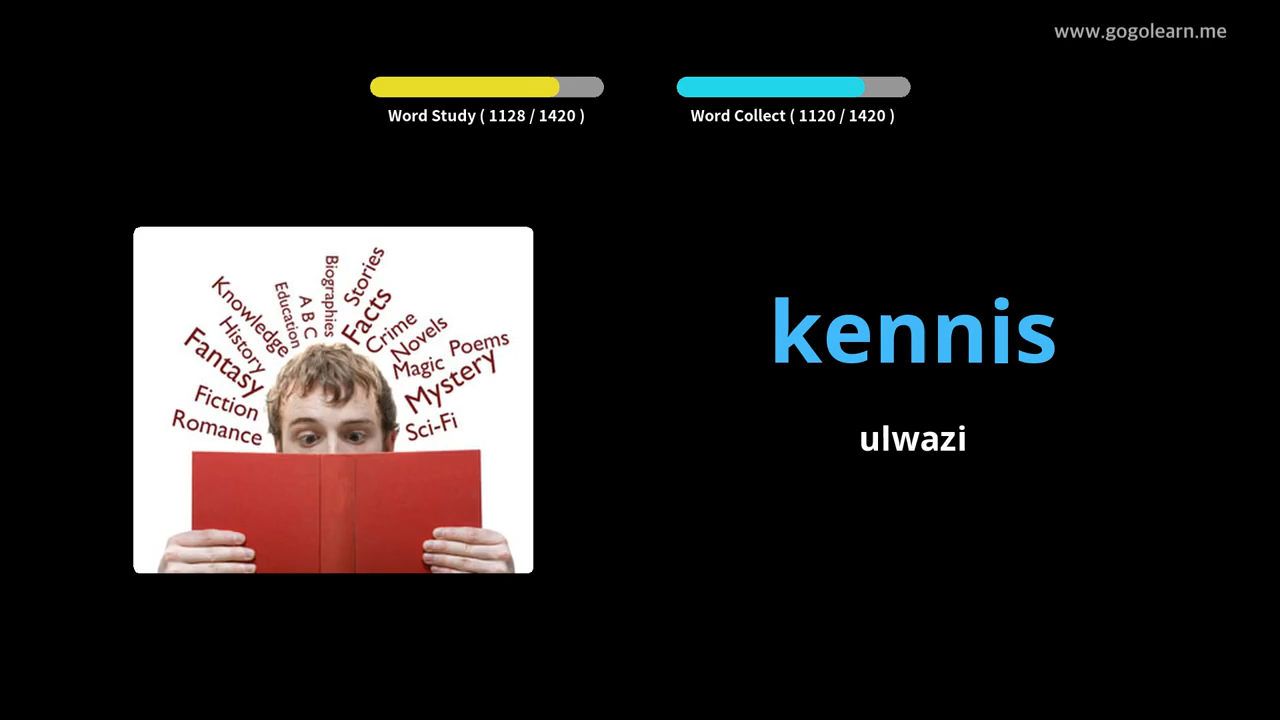 www.gogolearn.me
Word Study ( 1128 / 1420 )
Word Collect ( 1120 / 1420 )
Biographies
Stories
Knowledge
Education
A B C
Facts
History
Crime
Novels
Fantasy
Magic
Poems
Mystery
Fiction
Romance
Sci-Fi
kennis
ulwazi